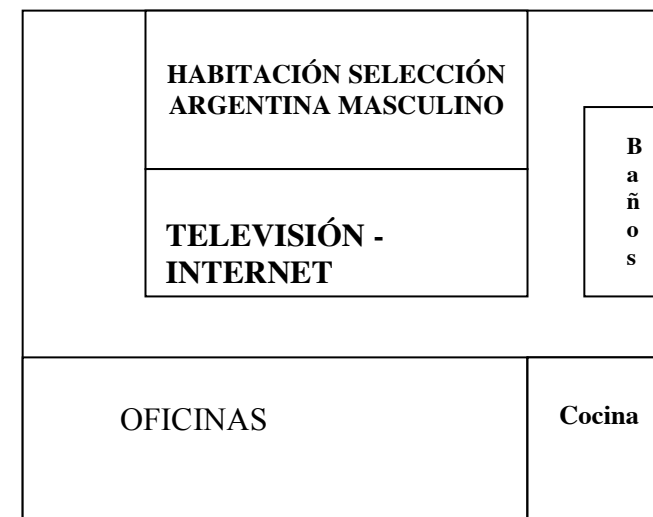 HABITACIÓN SELECCIÓN
ARGENTINA MASCULINO
B
a
ñ
o
s
TELEVISIÓN -
INTERNET
OFICINAS
Cocina